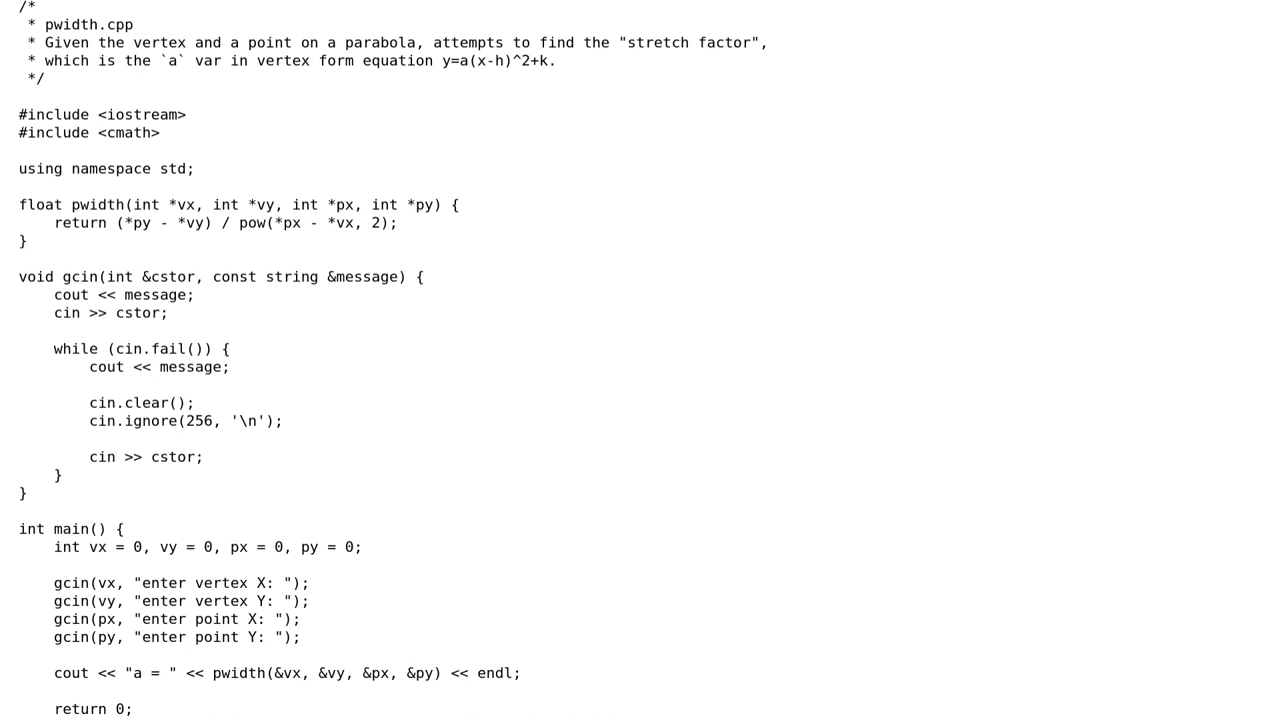 /*
 * pwidth.cpp
 * Given the vertex and a point on a parabola, attempts to find the "stretch factor",
 * which is the `a` var in vertex form equation y=a(x-h)^2+k.
 */

#include <iostream>
#include <cmath>

using namespace std;

float pwidth(int *vx, int *vy, int *px, int *py) {
    return (*py - *vy) / pow(*px - *vx, 2);
}

void gcin(int &cstor, const string &message) {
    cout << message;
    cin >> cstor;

    while (cin.fail()) {
        cout << message;

        cin.clear();
        cin.ignore(256, '\n');

        cin >> cstor;
    }
}

int main() {
    int vx = 0, vy = 0, px = 0, py = 0;

    gcin(vx, "enter vertex X: ");
    gcin(vy, "enter vertex Y: ");
    gcin(px, "enter point X: ");
    gcin(py, "enter point Y: ");

    cout << "a = " << pwidth(&vx, &vy, &px, &py) << endl;

    return 0;